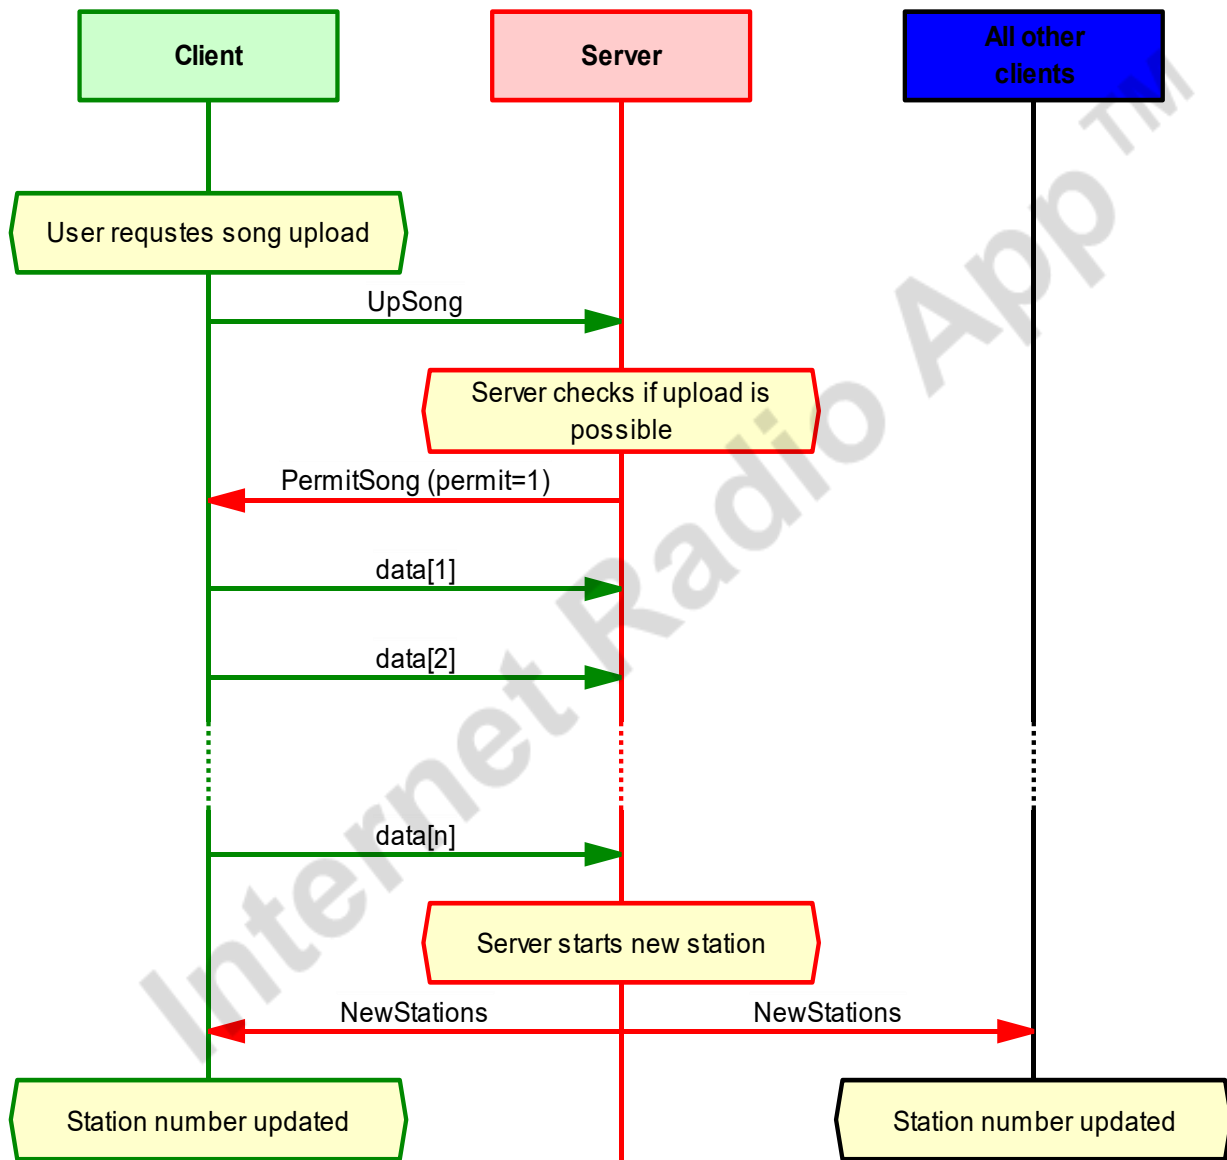 Client
Server
All other
clients
User requstes song upload
UpSong
Server checks if upload is
possible
PermitSong (permit=1)
data[1]
data[2]
data[n]
Server starts new station
NewStations
NewStations
Station number updated
Station number updated
Internet Radio App™